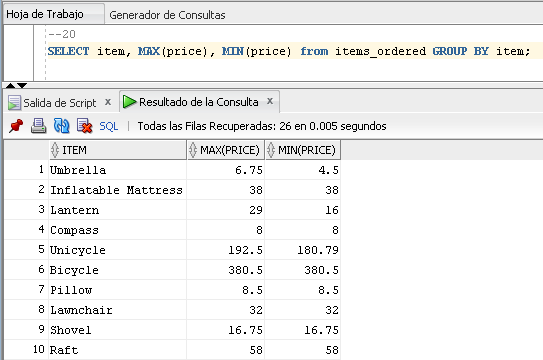 Hoja de Trabajo Generador de Consultas
--20
SELECT item, MAX(price), MIN(price) from items_ordered GROUP BY item;
Salida de Script x Resultado de la Consulta x
SQL | Todas las Filas Recuperadas: 26 en 0.005 segundos
ITEM MAX(PRICE) MIN(PRICE)
1 Umbrella 6.75 4.5
2 Inflatable Mattress 38 38
3 Lantern 29 16
4 Compass 8 8
5 Unicycle 192.5 180.79
6 Bicycle 380.5 380.5
7 Pillow 8.5 8.5
8 Lawnchair 32 32
9 Shovel 16.75 16.75
10 Raft 58 58